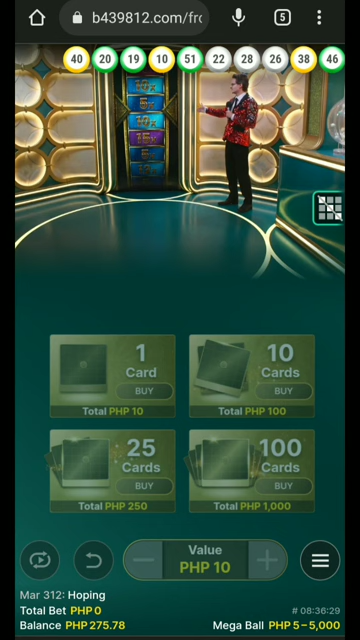 b439812.com/fro
5
40 20 19 10 51 22 28 26 38 46
15x
1
Card
BUY
Total PHP 10
10
Cards
BUY
Total PHP 100
25
Cards
BUY
Total PHP 250
100
Cards
BUY
Total PHP 1,000
Value
PHP 10
Mar 312: Hoping
Total Bet PHP 0
# 08:36:29
Balance PHP 275.78
Mega Ball PHP 5 – 5,000